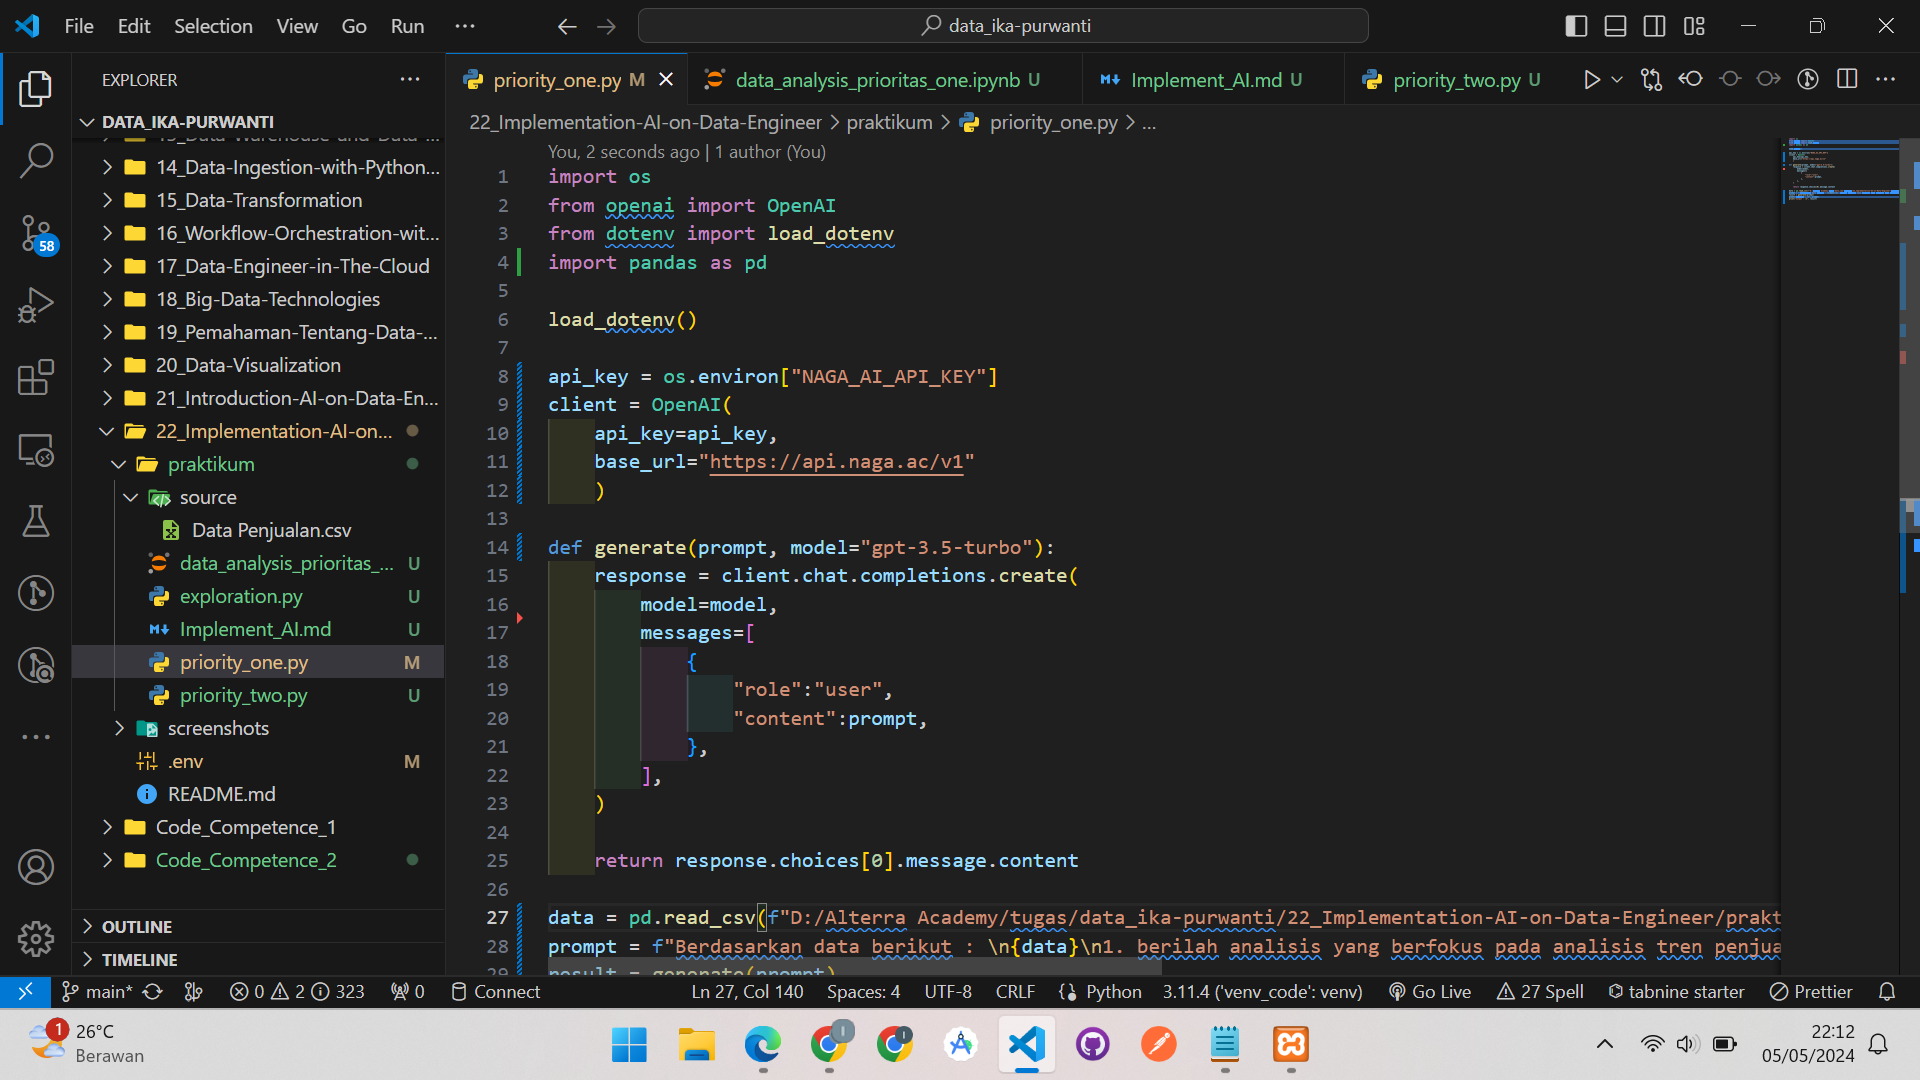 File Edit Selection View Go Run ···
data_ika-purwanti
EXPLORER
DATA_IKA-PURWANTI
14_Data-Ingestion-with-Python...
15_Data-Transformation
16_Workflow-Orchestration-wit...
17_Data-Engineer-in-The-Cloud
18_Big-Data-Technologies
19_Pemahaman-Tentang-Data-...
20_Data-Visualization
21_Introduction-AI-on-Data-En...
22_Implementation-AI-on...
praktikum
source
Data Penjualan.csv
data_analysis_prioritas_... U
exploration.py U
Implement_AI.md U
priority_one.py M
priority_two.py U
screenshots
.env M
README.md
Code_Competence_1
Code_Competence_2
OUTLINE
TIMELINE
58
priority_one.py M
data_analysis_prioritas_one.ipynb U
Implement_AI.md U
priority_two.py U
22_Implementation-AI-on-Data-Engineer > praktikum > priority_one.py > ...
You, 2 seconds ago | 1 author (You)
1 import os
2 from openai import OpenAI
3 from dotenv import load_dotenv
4 import pandas as pd
5
6 load_dotenv()
7
8 api_key = os.environ["NAGA_AI_API_KEY"]
9 client = OpenAI(
10 api_key=api_key,
11 base_url="https://api.naga.ac/v1"
12 )
13
14 def generate(prompt, model="gpt-3.5-turbo"):
15 response = client.chat.completions.create(
16 model=model,
17 messages=[
18 {
19 "role":"user",
20 "content":prompt,
21 },
22 ],
23 )
24
25 return response.choices[0].message.content
26
27 data = pd.read_csv(f"D:/Alterra Academy/tugas/data_ika-purwanti/22_Implementation-AI-on-Data-Engineer/prakt
28 prompt = f"Berdasarkan data berikut : \n{data}\n1. berilah analisis yang berfokus pada analisis tren penjua
29 result = generate(prompt)
main* 0 2 323 0 Connect Ln 27, Col 140 Spaces: 4 UTF-8 CRLF Python 3.11.4 ('venv_code': venv) Go Live 27 Spell tabnine starter Prettier
1
26°C
Berawan
22:12
05/05/2024